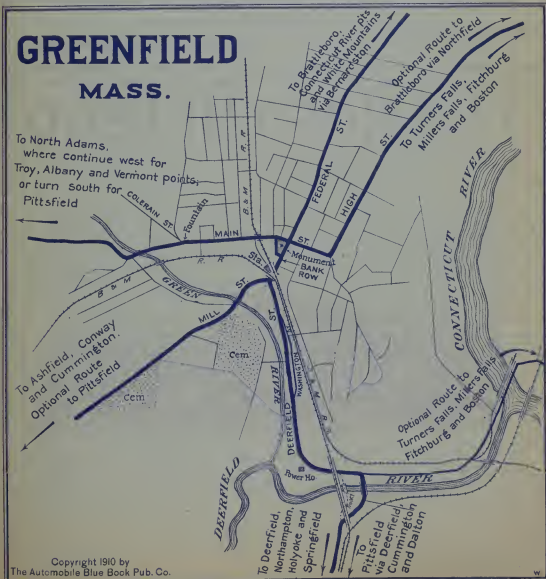 GREENFIELD
MASS.
To Brattleboro,
Connecticut River pts
and White Mountains
via Bernardston
Optional Route to
Brattleboro via Northfield
To Turners Falls,
Millers Falls, Fitchburg
and Boston
To North Adams,
where continue west for
Troy, Albany and Vermont points,
or turn south for
Pittsfield
COLERAIN ST.
Fountain
B & M R. R.
FEDERAL ST.
HIGH ST.
MAIN ST.
Monument
BANK
ROW
Sta.
B & M R. R.
GREEN RIVER
MILL ST.
CONNECTICUT RIVER
To Ashfield, Conway
and Cummington.
Optional Route
to Pittsfield
Cem
Cem
DEERFIELD ST.
WASHINGTON
B & M R R
Optional Route to
Turners Falls, Millers Falls
Fitchburg and Boston
Power Ho.
DEERFIELD RIVER
To Deerfield,
Northampton,
Holyoke and
Springfield
To
Pittsfield
via Deerfield,
Cummington
and Dalton
Copyright 1910 by
The Automobile Blue Book Pub. Co.
W.